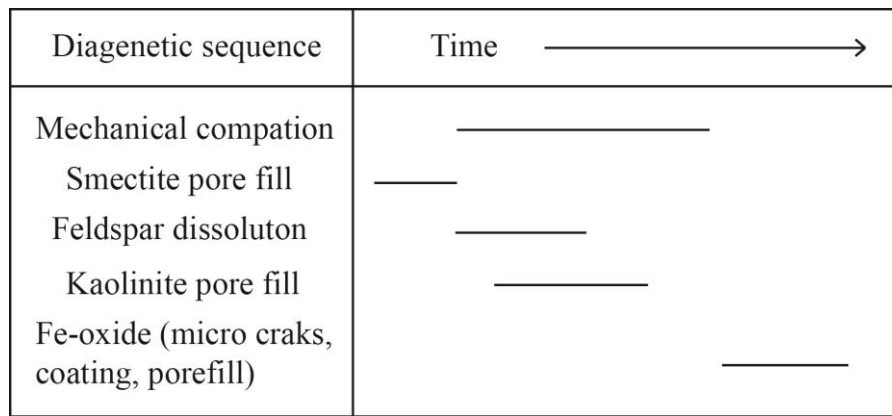 Diagenetic sequence
Time
Mechanical compation
Smectite pore fill
Feldspar dissoluton
Kaolinite pore fill
Fe-oxide (micro craks,
coating, porefill)